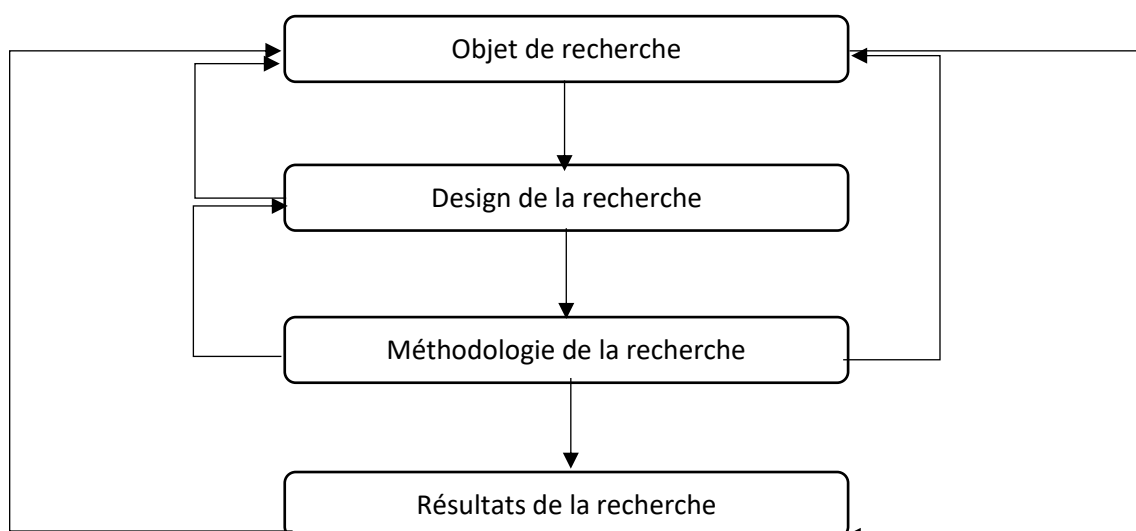 Objet de recherche
Design de la recherche
Méthodologie de la recherche
Résultats de la recherche